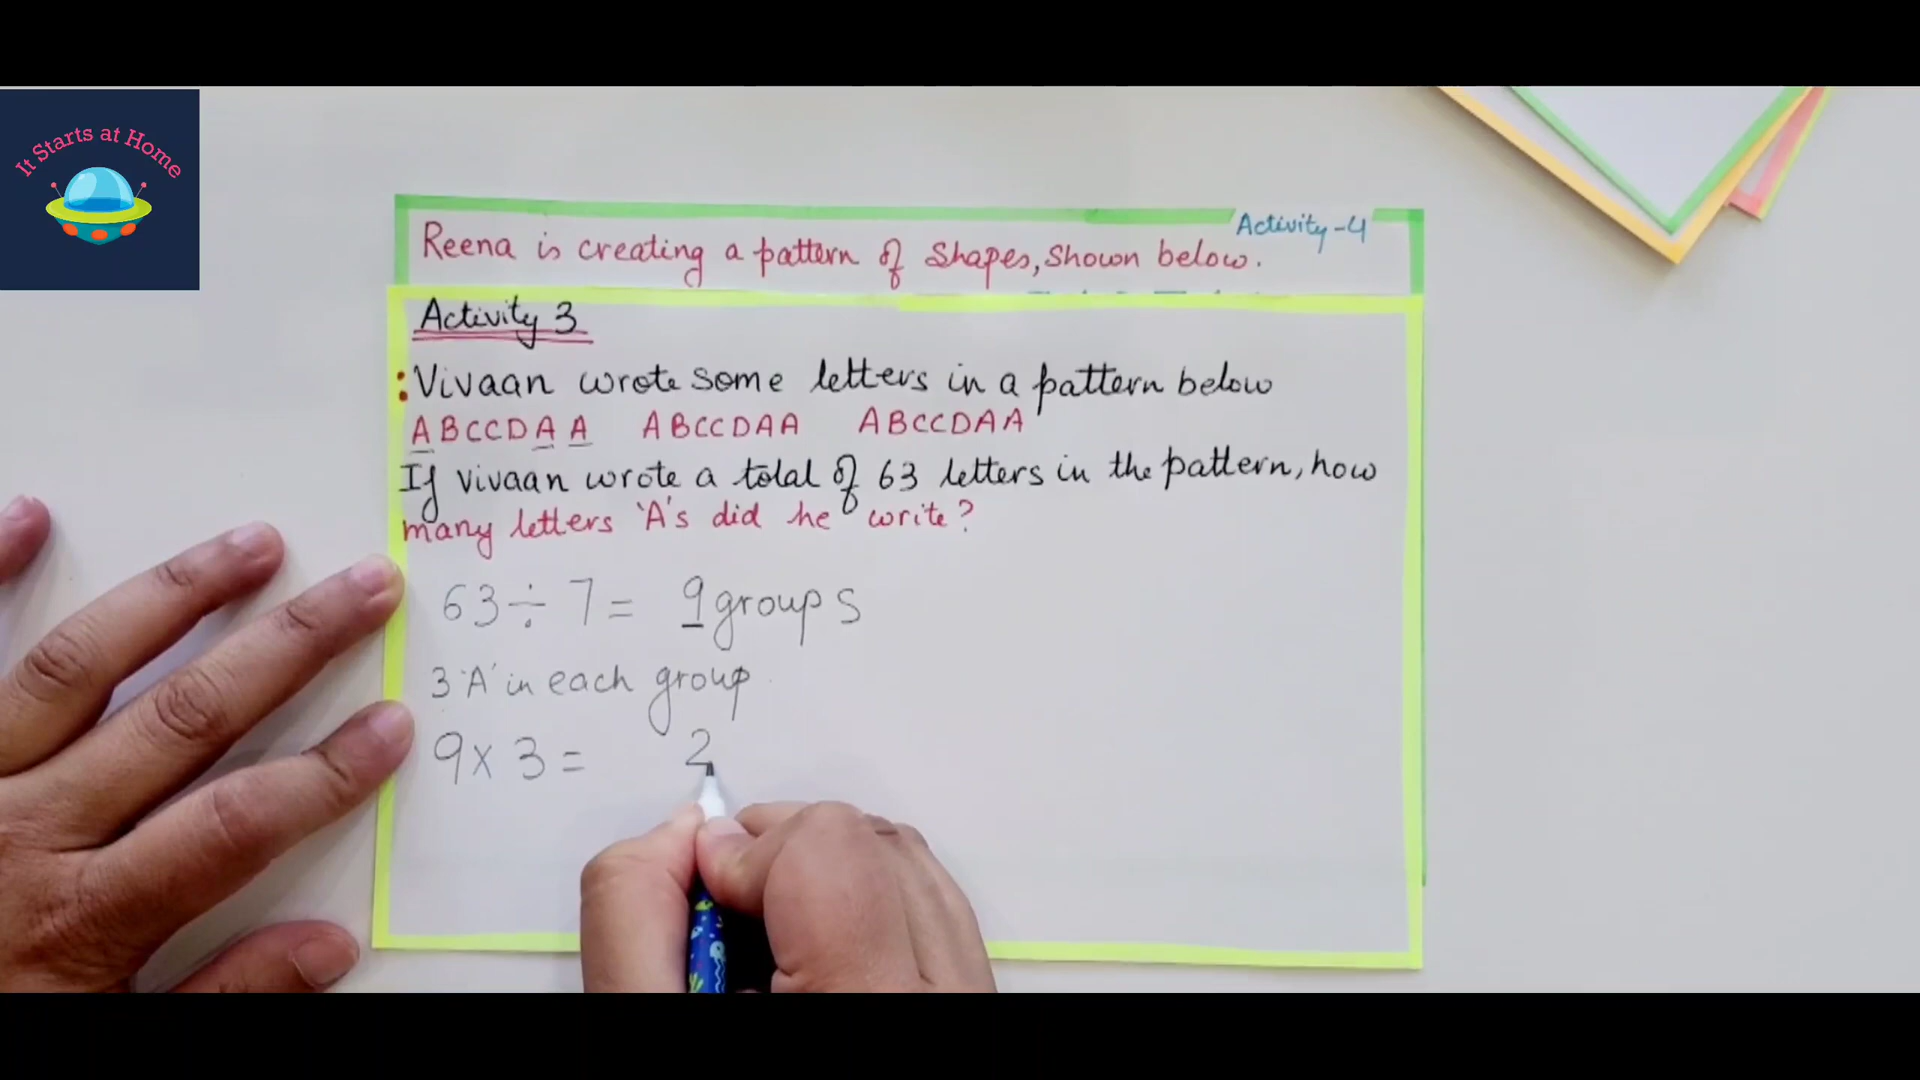 It Starts at Home
Activity-4
Reena is creating a pattern of Shapes, Shown below.
Activity 3
: Vivaan wrote some letters in a pattern below
ABCCDAA ABCCDAA ABCCDAA
If Vivaan wrote a total of 63 letters in the pattern, how
many letters 'A's did he write?
63 ÷ 7 = 9 groups
3 'A' in each group
9 x 3 = 2